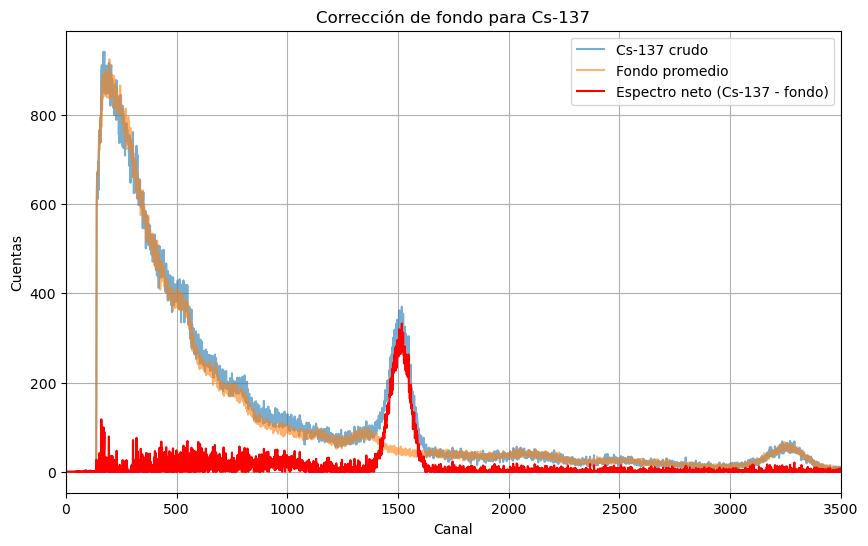 Corrección de fondo para Cs-137
Cs-137 crudo
Fondo promedio
Espectro neto (Cs-137 - fondo)
Cuentas
800
600
400
200
0
0 500 1000 1500 2000 2500 3000 3500
Canal